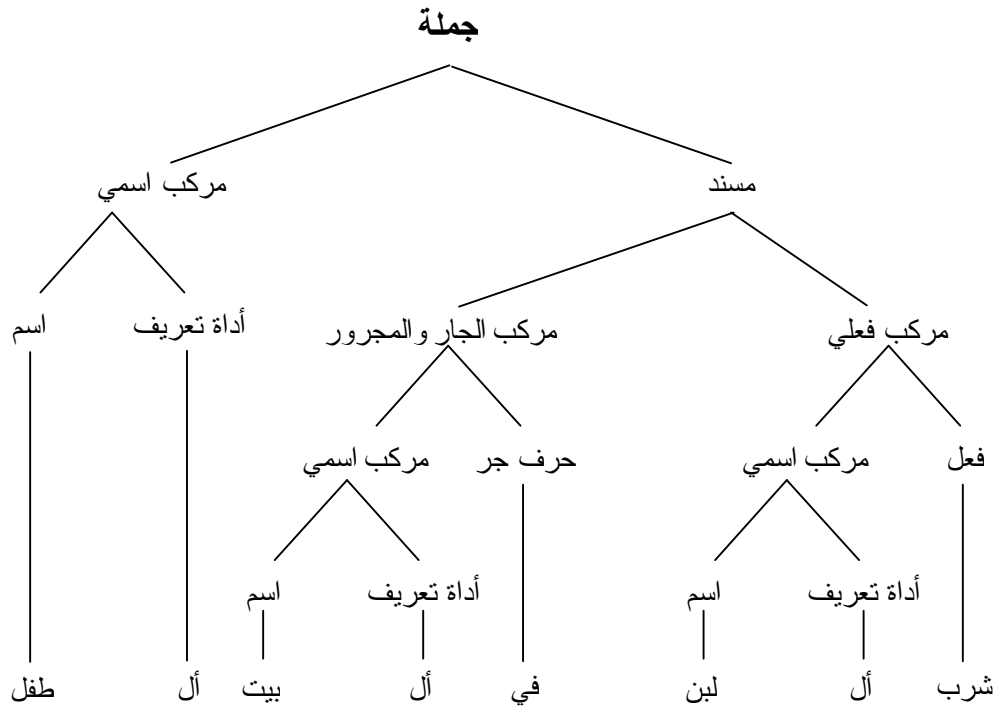 جملة
مسند مركب اسمي
مركب فعلي مركب الجار والمجرور أداة تعريف اسم
فعل مركب اسمي حرف جر مركب اسمي
أداة تعريف اسم أداة تعريف اسم
شرب أل لبن في أل بيت أل طفل